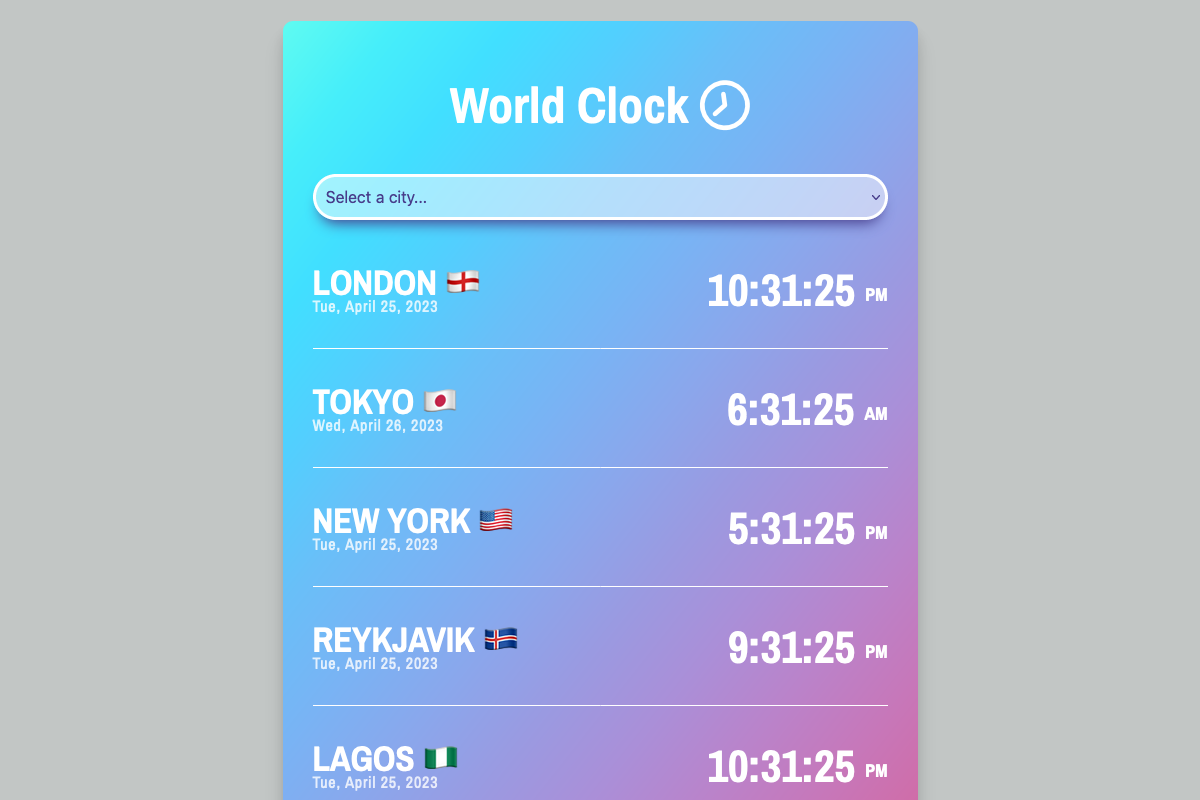 World Clock
Select a city...
LONDON
Tue, April 25, 2023
10:31:25 PM
TOKYO
Wed, April 26, 2023
6:31:25 AM
NEW YORK
Tue, April 25, 2023
5:31:25 PM
REYKJAVIK
Tue, April 25, 2023
9:31:25 PM
LAGOS
Tue, April 25, 2023
10:31:25 PM